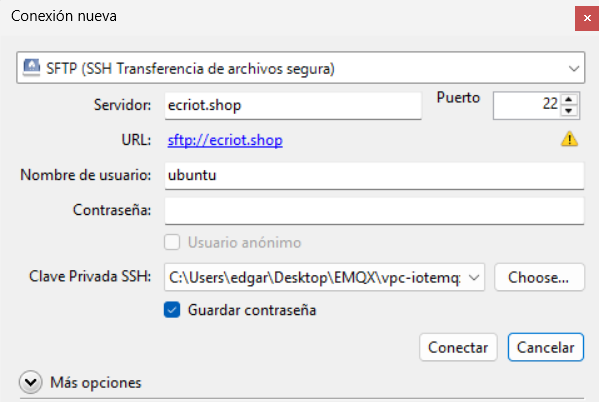 Conexión nueva
SFTP (SSH Transferencia de archivos segura)
Servidor: ecriot.shop Puerto 22
URL: sftp://ecriot.shop
Nombre de usuario: ubuntu
Contraseña:
Usuario anónimo
Clave Privada SSH: C:\Users\edgar\Desktop\EMQX\vpc-iotemq Choose...
Guardar contraseña
Conectar Cancelar
Más opciones